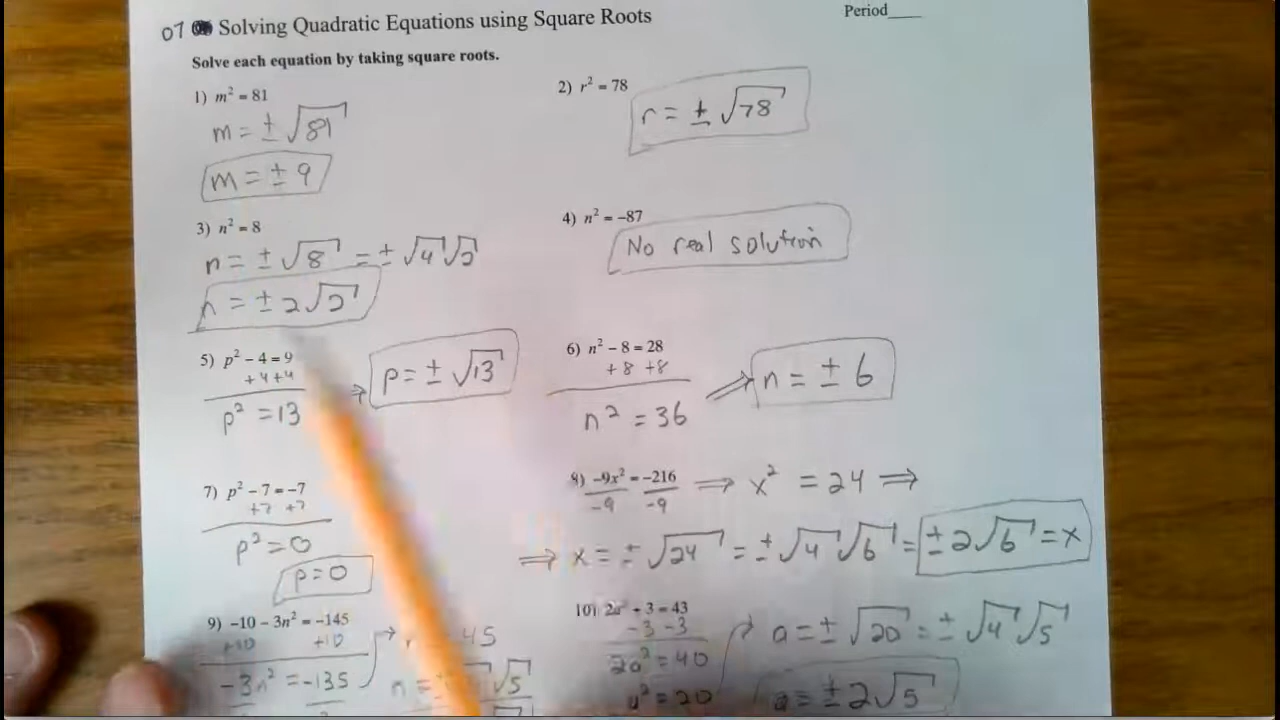 07 Solving Quadratic Equations using Square Roots
Period____
Solve each equation by taking square roots.
1) m² = 81
m = ± √81
m = ± 9
2) r² = 78
r = ± √78
3) n² = 8
n = ± √8 = ± √4 √2
n = ± 2√2
4) n² = −87
No real solution
5) p² − 4 = 9
+4 +4
p² = 13
⇒ p = ± √13
6) n² − 8 = 28
+8 +8
n² = 36
⇒ n = ± 6
7) p² − 7 = −7
+7 +7
p² = 0
p = 0
8) −9x² = −216 ⇒ x² = 24 ⇒
−9 −9
⇒ x = ± √24 = ± √4 √6 = ± 2√6 = x
9) −10 − 3n² = −145
+10 +10
−3n² = −135
→ 45
n = ± √5
10) 2a² + 3 = 43
−3 −3
2a² = 40
a² = 20
→ a = ± √20 = ± √4 √5
a = ± 2√5